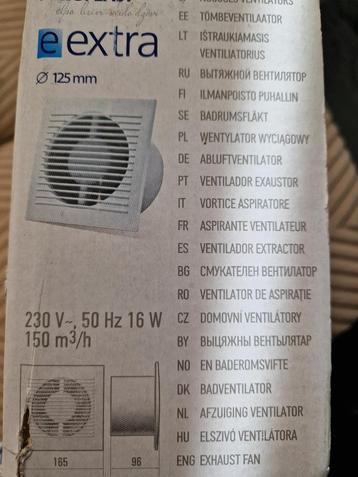 eextra
Ø 125 mm
230 V~, 50 Hz 16 W
150 m³/h
165
96
EE TÕMBEVENTILAATOR
LT IŠTRAUKIAMASIS
VENTILIATORIUS
RU ВЫТЯЖНОЙ ВЕНТИЛЯТОР
FI ILMANPOISTO PUHALLIN
SE BADRUMSFLÄKT
PL WENTYLATOR WYCIĄGOWY
DE ABLUFTVENTILATOR
PT VENTILADOR EXAUSTOR
IT VORTICE ASPIRATORE
FR ASPIRANTE VENTILATEUR
ES VENTILADOR EXTRACTOR
BG СМУКАТЕЛЕН ВЕНТИЛАТОР
RO VENTILATOR DE ASPIRAȚIE
CZ DOMOVNÍ VENTILÁTORY
BY ВЫЦЯЖНЫ ВЕНТЫЛЯТАР
NO EN BADEROMSVIFTE
DK BADVENTILATOR
NL AFZUIGING VENTILATOR
HU ELSZIVÓ VENTILÁTORA
ENG EXHAUST FAN